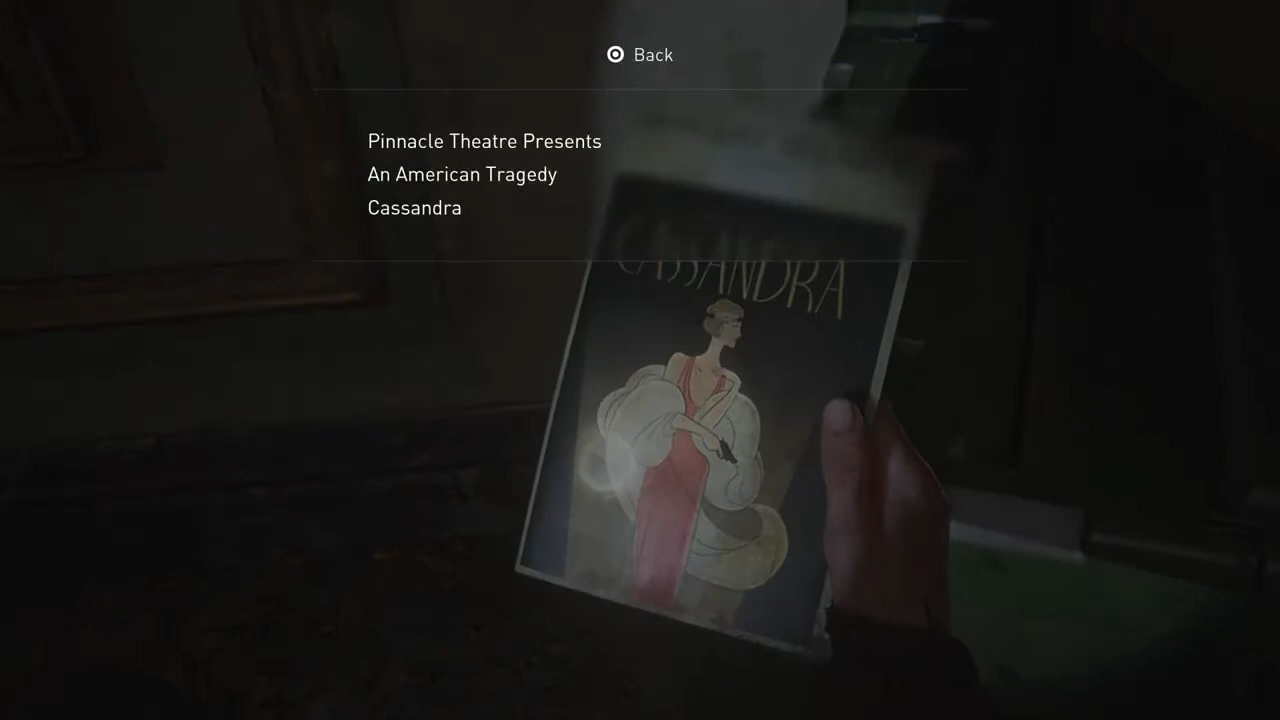 Back
Pinnacle Theatre Presents
An American Tragedy
Cassandra
CASSANDRA